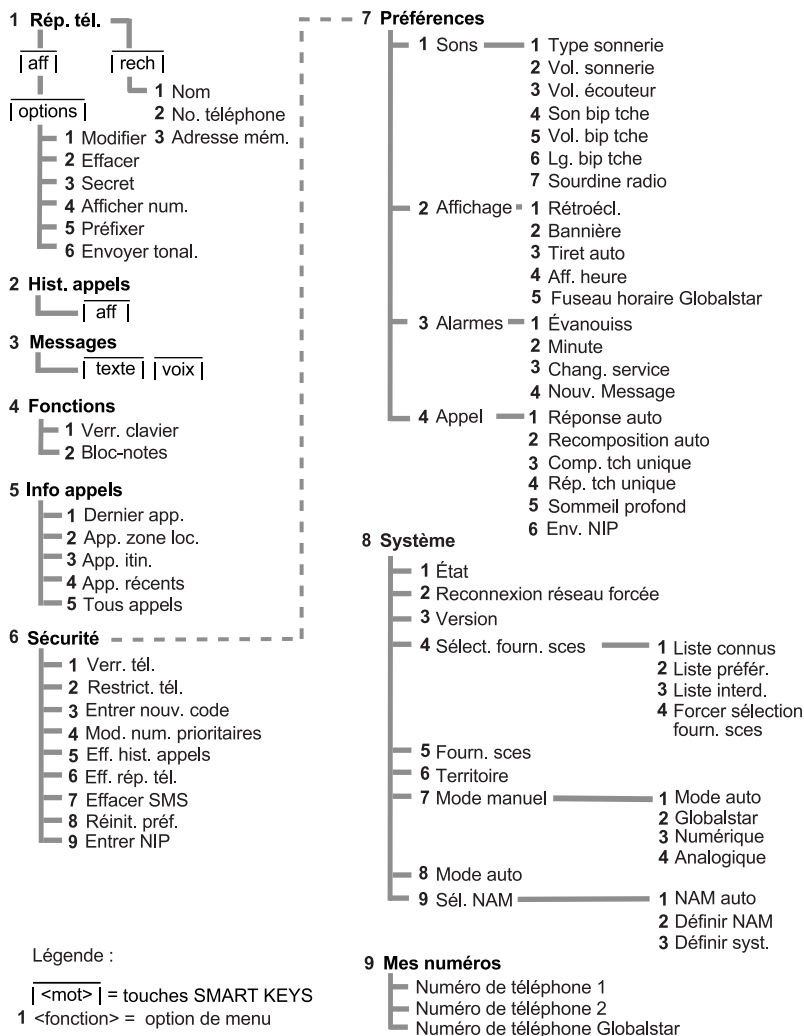 1 Rép. tél.
| aff | | rech |
1 Nom
2 No. téléphone
3 Adresse mém.
| options |
1 Modifier
2 Effacer
3 Secret
4 Afficher num.
5 Préfixer
6 Envoyer tonal.
2 Hist. appels
| aff |
3 Messages
| texte | | voix |
4 Fonctions
1 Verr. clavier
2 Bloc-notes
5 Info appels
1 Dernier app.
2 App. zone loc.
3 App. itin.
4 App. récents
5 Tous appels
6 Sécurité
1 Verr. tél.
2 Restrict. tél.
3 Entrer nouv. code
4 Mod. num. prioritaires
5 Eff. hist. appels
6 Eff. rép. tél.
7 Effacer SMS
8 Réinit. préf.
9 Entrer NIP
Légende :
| <mot> | = touches SMART KEYS
1 <fonction> = option de menu
7 Préférences
1 Sons
1 Type sonnerie
2 Vol. sonnerie
3 Vol. écouteur
4 Son bip tche
5 Vol. bip tche
6 Lg. bip tche
7 Sourdine radio
2 Affichage
1 Rétroécl.
2 Bannière
3 Tiret auto
4 Aff. heure
5 Fuseau horaire Globalstar
3 Alarmes
1 Évanouiss
2 Minute
3 Chang. service
4 Nouv. Message
4 Appel
1 Réponse auto
2 Recomposition auto
3 Comp. tch unique
4 Rép. tch unique
5 Sommeil profond
6 Env. NIP
8 Système
1 État
2 Reconnexion réseau forcée
3 Version
4 Sélect. fourn. sces
1 Liste connus
2 Liste préfér.
3 Liste interd.
4 Forcer sélection
fourn. sces
5 Fourn. sces
6 Territoire
7 Mode manuel
1 Mode auto
2 Globalstar
3 Numérique
4 Analogique
8 Mode auto
9 Sél. NAM
1 NAM auto
2 Définir NAM
3 Définir syst.
9 Mes numéros
Numéro de téléphone 1
Numéro de téléphone 2
Numéro de téléphone Globalstar